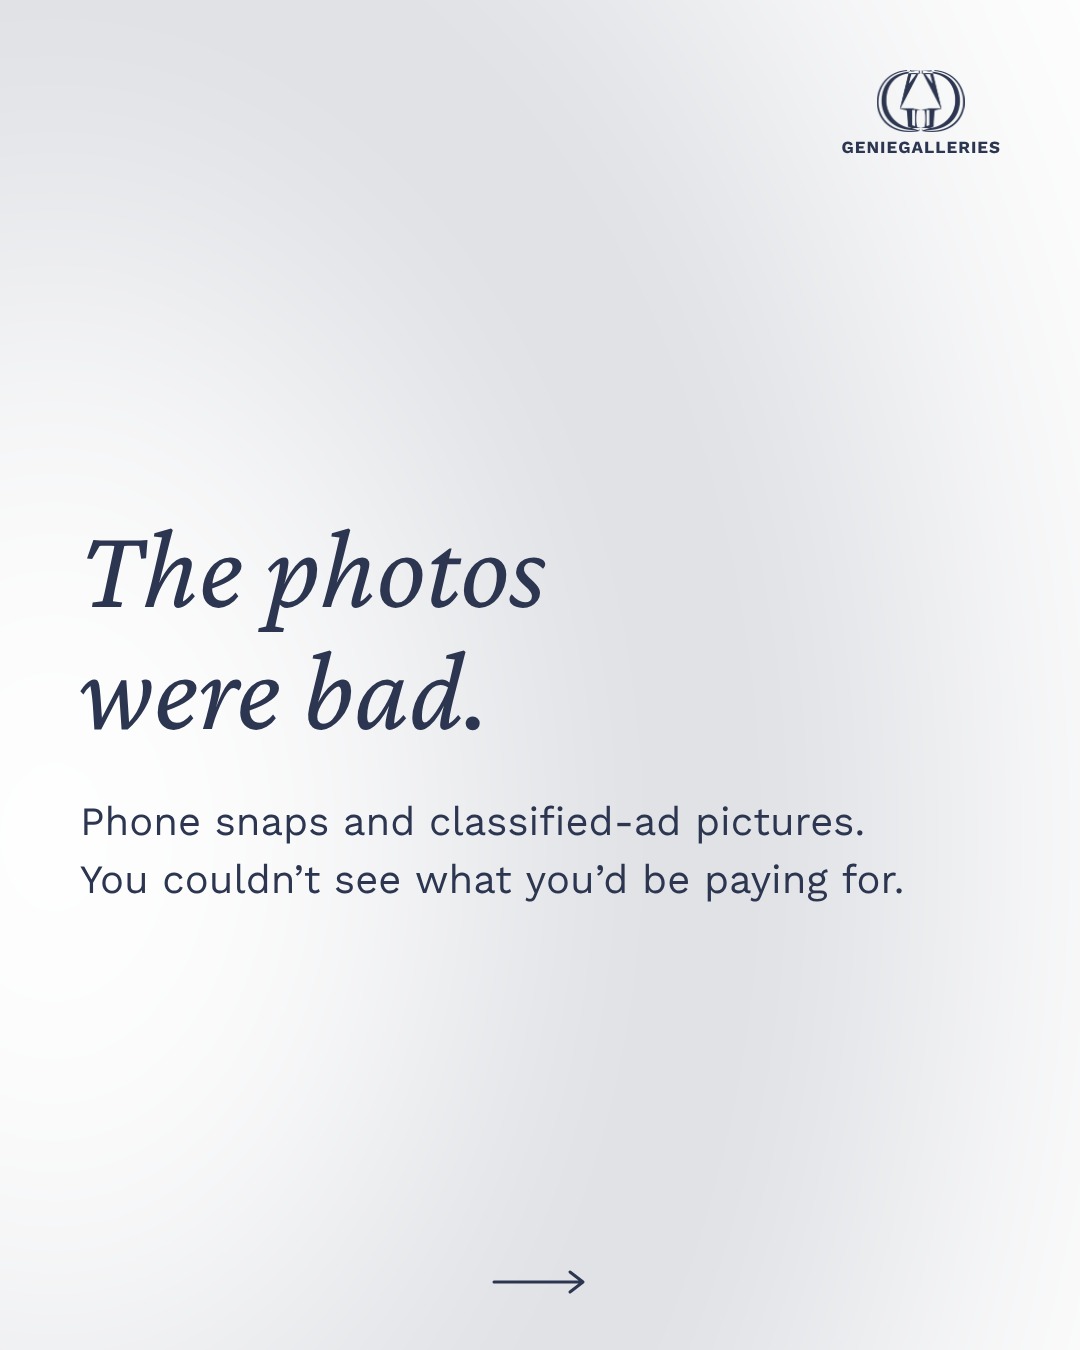 GENIEGALLERIES
The photos
were bad.
Phone snaps and classified-ad pictures.
You couldn’t see what you’d be paying for.